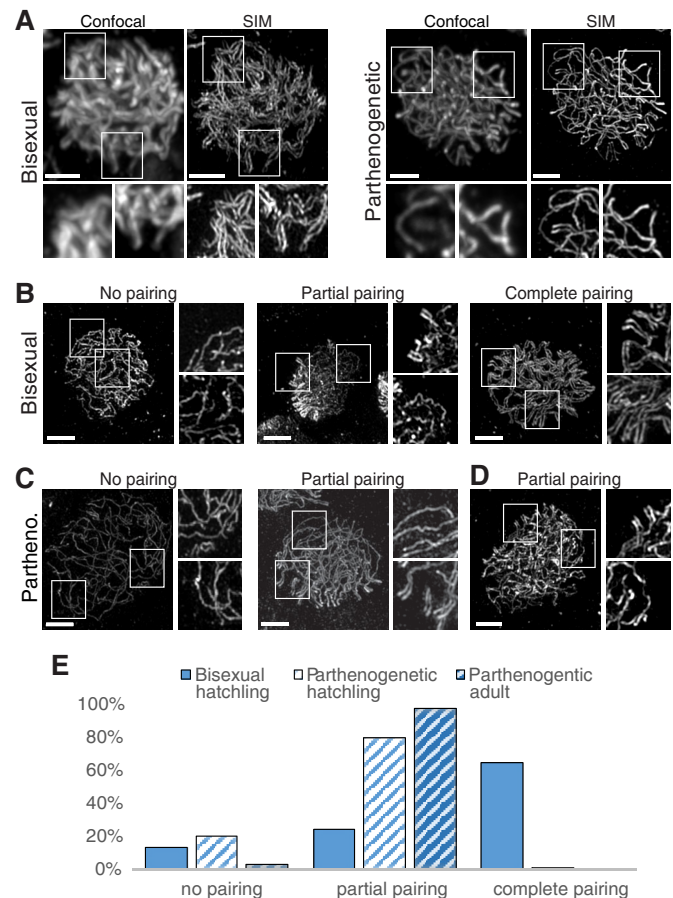 A
Confocal SIM
Confocal SIM
Bisexual
Parthenogenetic
B
No pairing Partial pairing Complete pairing
Bisexual
C
No pairing Partial pairing
D
Partial pairing
Partheno.
E
Bisexual hatchling
Parthenogenetic hatchling
Parthenogentic adult
100%
80%
60%
40%
20%
0%
no pairing partial pairing complete pairing